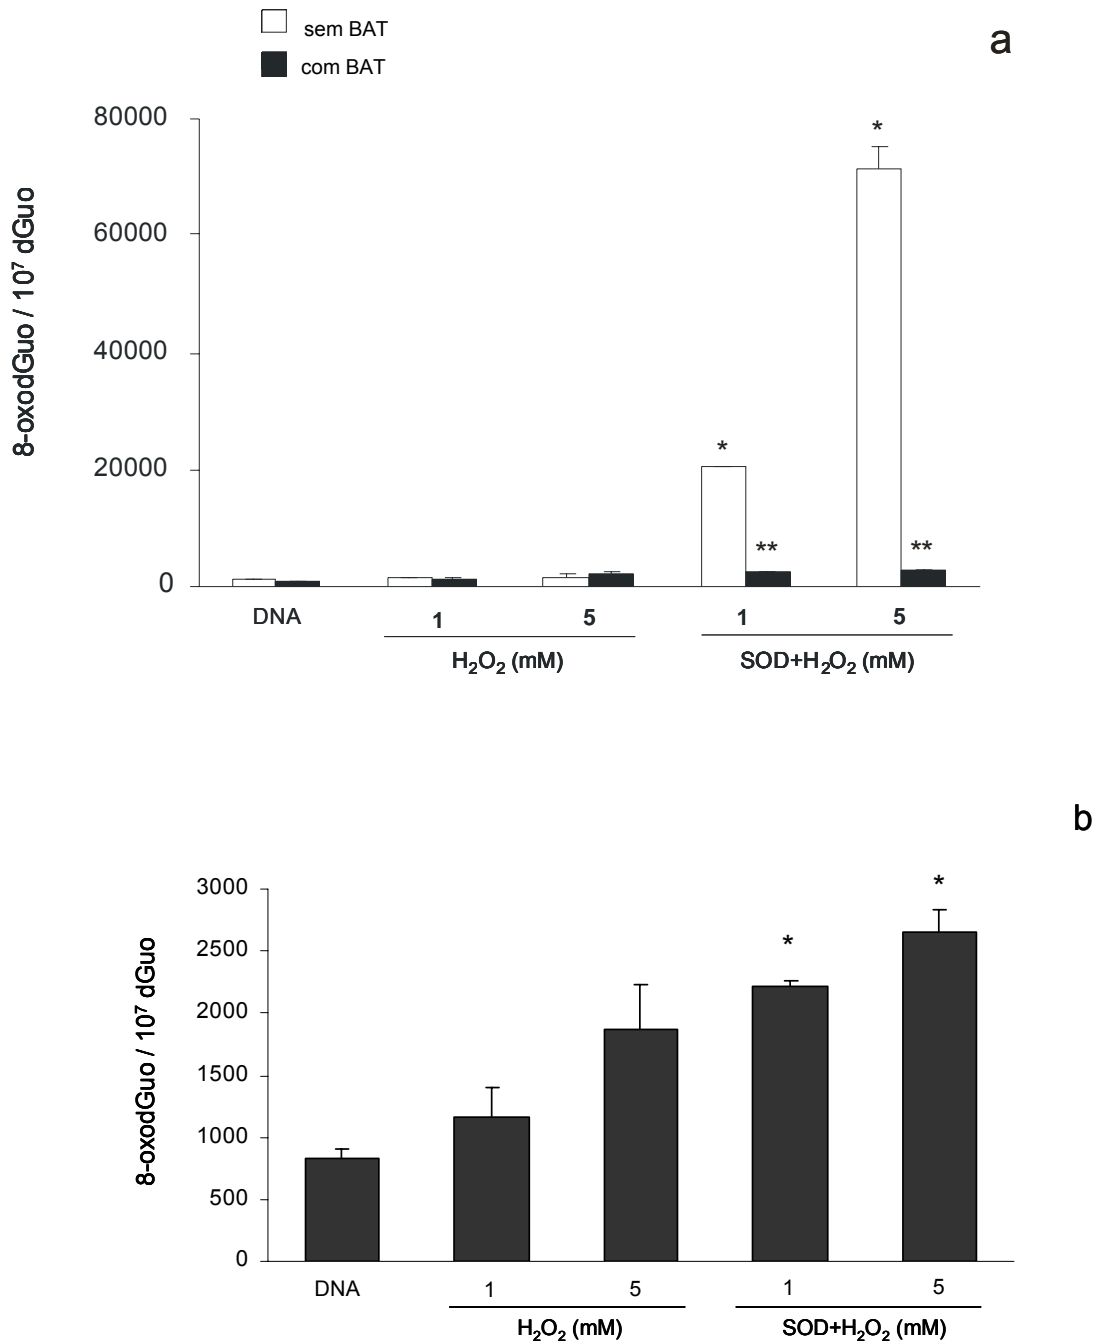 sem BAT
a
com BAT
80000
*
8-oxodGuo / 10⁷ dGuo
60000
40000
20000
*
**
**
0
DNA
1
5
1
5
H₂O₂ (mM)
SOD+H₂O₂ (mM)
b
3000
*
8-oxodGuo / 10⁷ dGuo
2500
*
2000
1500
1000
500
0
DNA
1
5
1
5
H₂O₂ (mM)
SOD+H₂O₂ (mM)